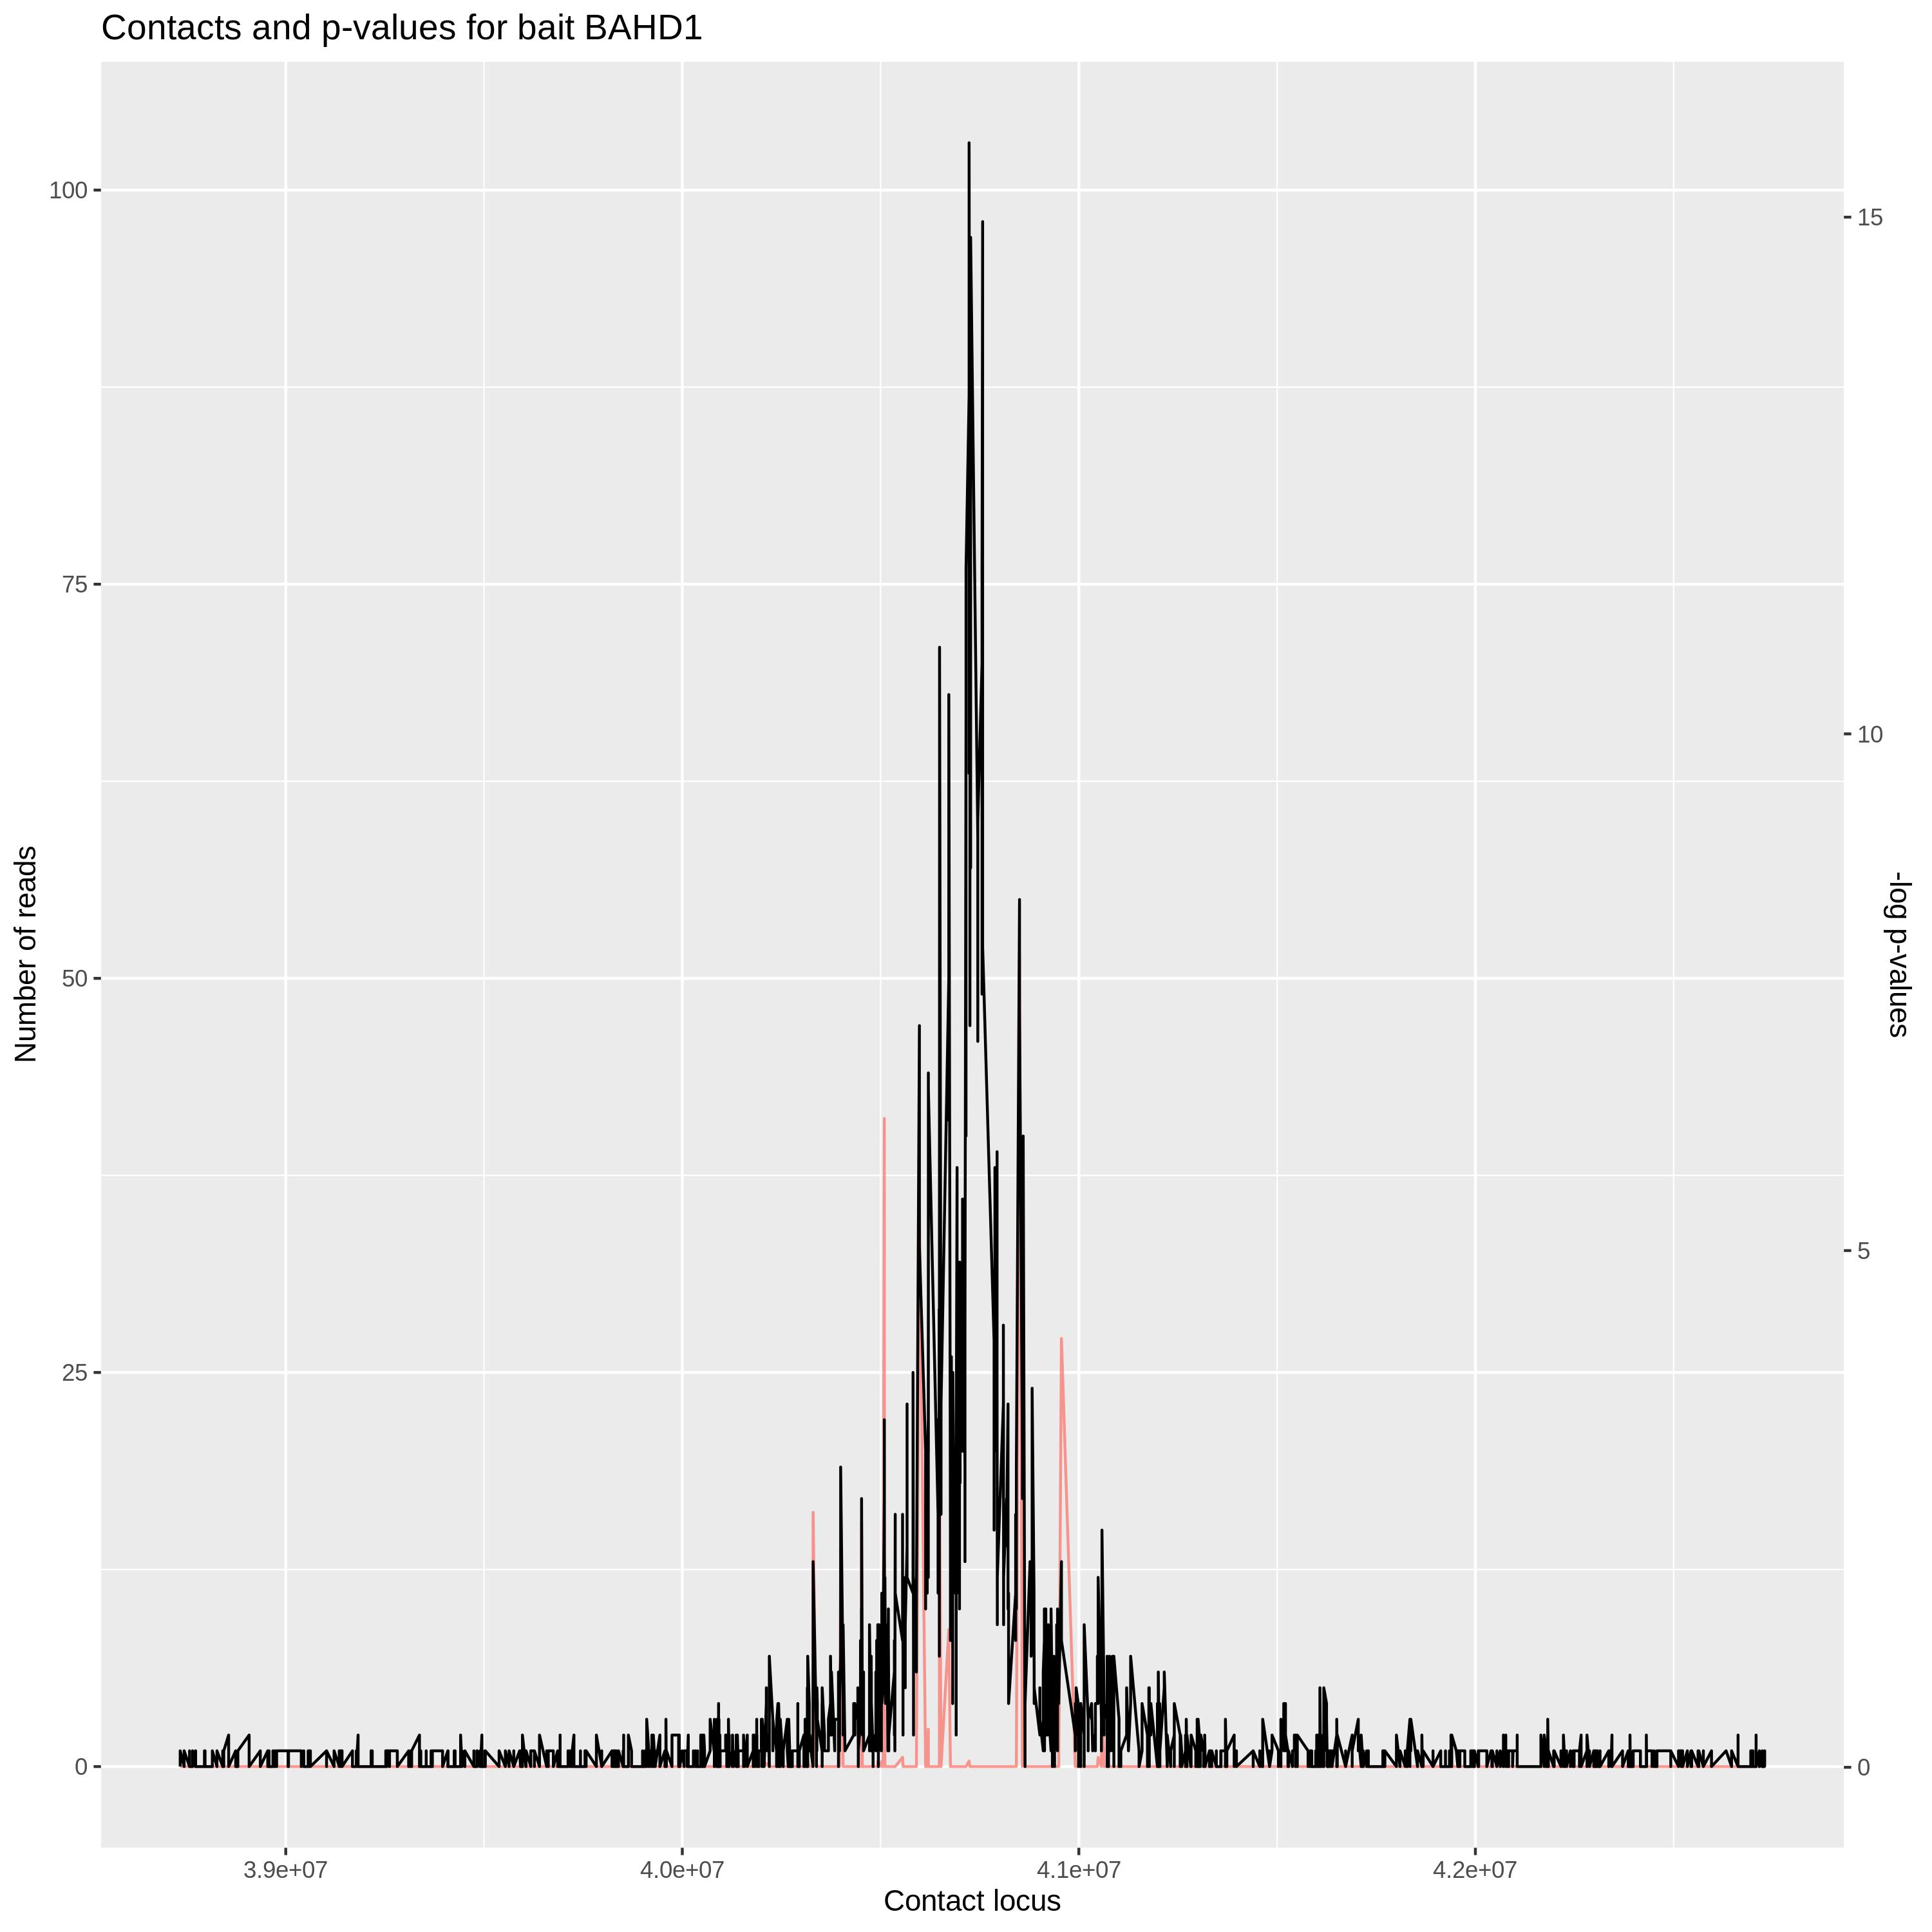 Contacts and p-values for bait BAHD1
100
75
50
25
0
Number of reads
15
10
5
0
-log p-values
3.9e+07
4.0e+07
4.1e+07
4.2e+07
Contact locus